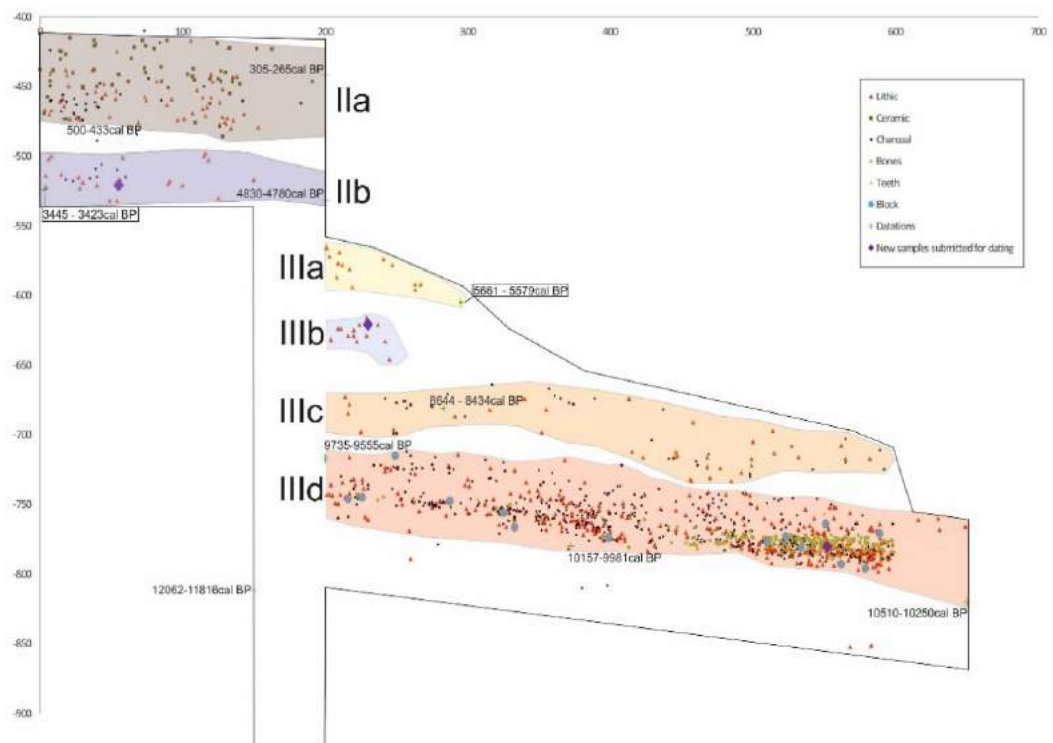 -400
0
100
200
300
400
500
600
700
-450
-500
-550
-600
-650
-700
-750
-800
-850
-900
305-265cal BP
IIa
500-433cal BP
4830-4780cal BP
IIb
3445 - 3423cal BP
IIIa
5661 - 5579cal BP
IIIb
IIIc
8644 - 8434cal BP
9735-9555cal BP
IIId
10157-9981cal BP
12062-11816cal BP
10510-10250cal BP
Lithic
Ceramic
Charcoal
Bones
Teeth
Block
Datations
New samples submitted for dating